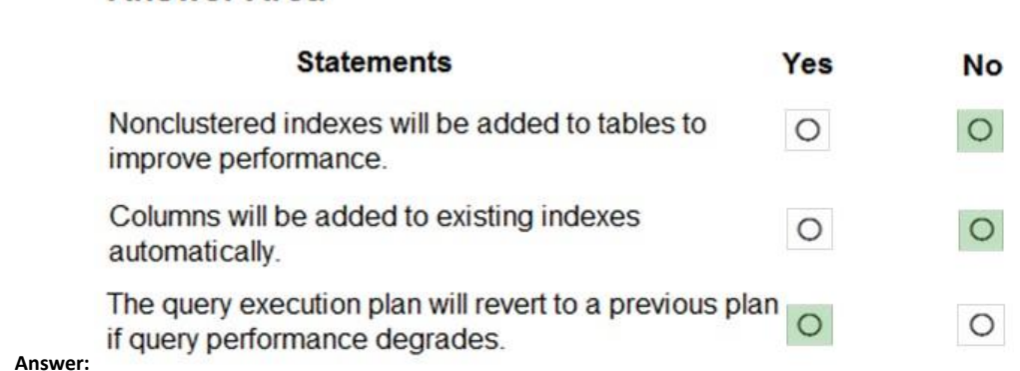 Statements Yes No
Nonclustered indexes will be added to tables to
improve performance.
Columns will be added to existing indexes
automatically.
The query execution plan will revert to a previous plan
if query performance degrades.
Answer: